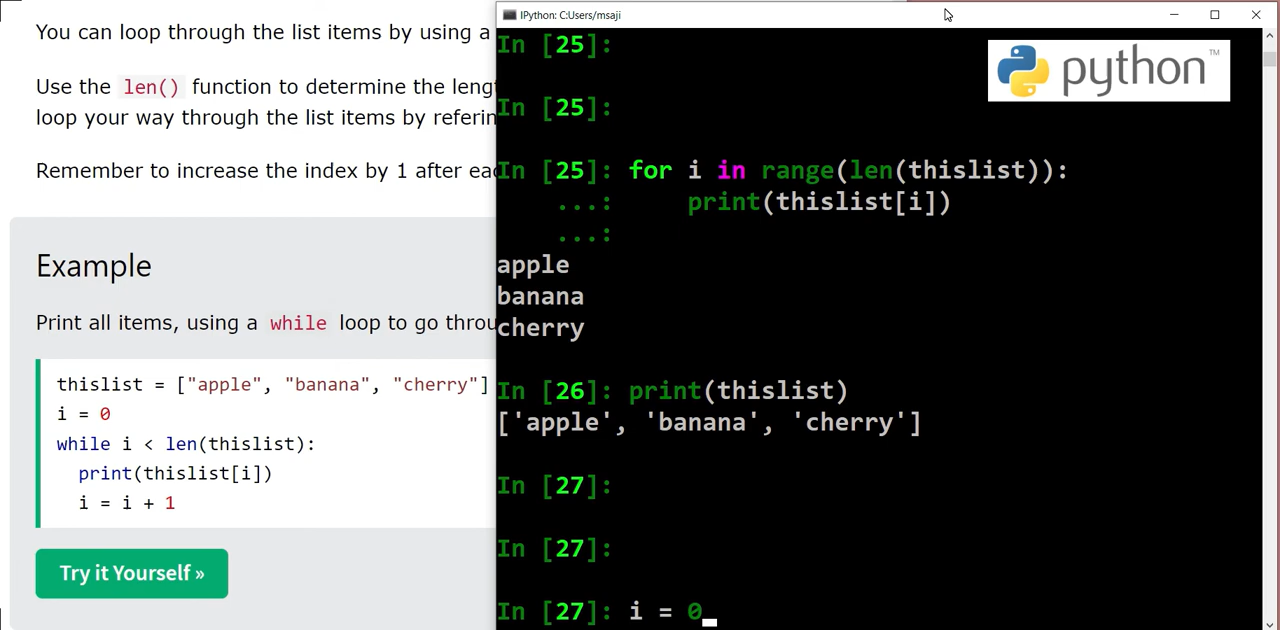 You can loop through the list items by using a
Use the len() function to determine the leng
loop your way through the list items by referin
Remember to increase the index by 1 after eac
Example
Print all items, using a while loop to go throu
thislist = ["apple", "banana", "cherry"]
i = 0
while i < len(thislist):
  print(thislist[i])
  i = i + 1
Try it Yourself »
IPython: C:Users/msaji
python™
In [25]:
In [25]:
In [25]: for i in range(len(thislist)):
    ...:     print(thislist[i])
    ...:
apple
banana
cherry
In [26]: print(thislist)
['apple', 'banana', 'cherry']
In [27]:
In [27]:
In [27]: i = 0